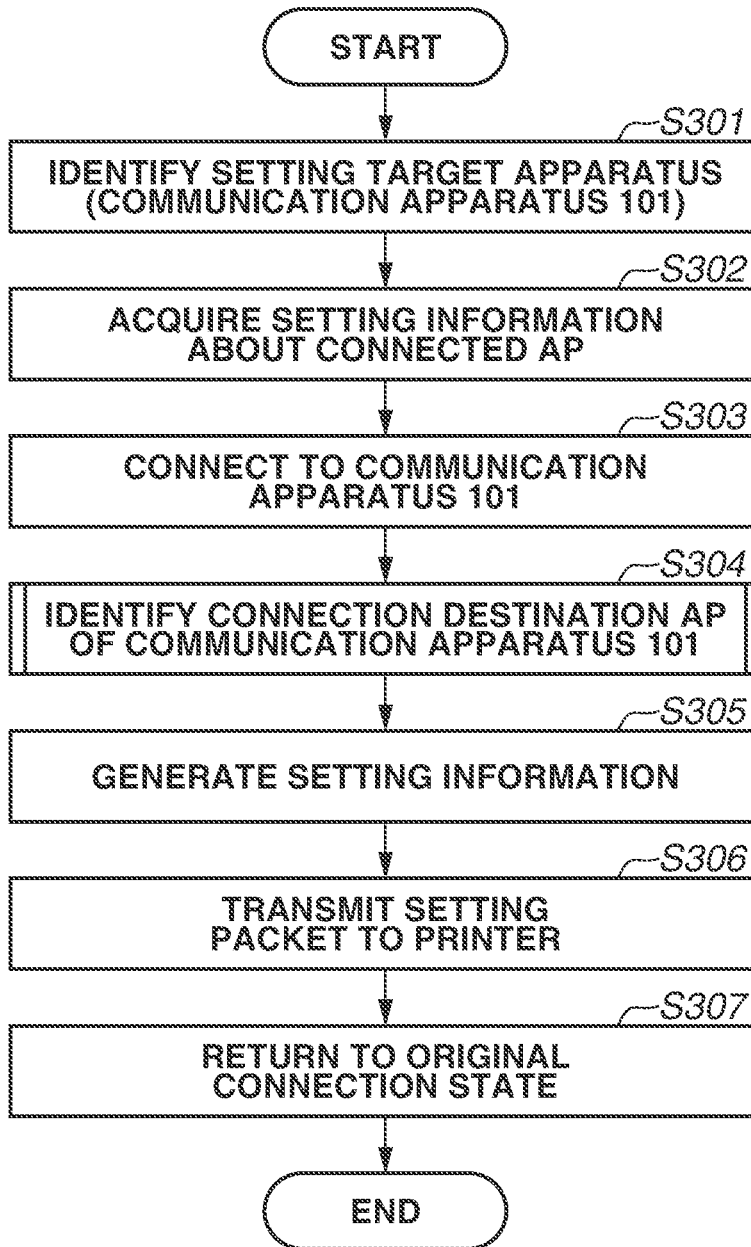 START
S301
IDENTIFY SETTING TARGET APPARATUS
(COMMUNICATION APPARATUS 101)
S302
ACQUIRE SETTING INFORMATION
ABOUT CONNECTED AP
S303
CONNECT TO COMMUNICATION
APPARATUS 101
S304
IDENTIFY CONNECTION DESTINATION AP
OF COMMUNICATION APPARATUS 101
S305
GENERATE SETTING INFORMATION
S306
TRANSMIT SETTING
PACKET TO PRINTER
S307
RETURN TO ORIGINAL
CONNECTION STATE
END